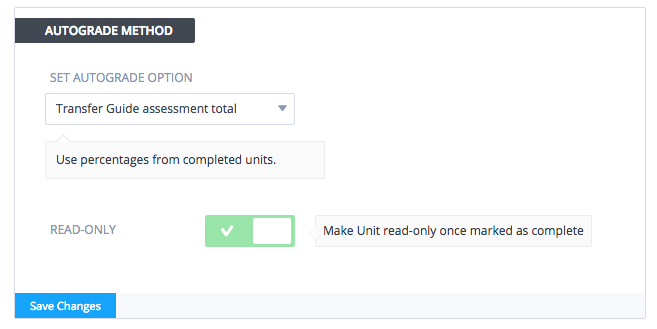 AUTOGRADE METHOD
SET AUTOGRADE OPTION
Transfer Guide assessment total
Use percentages from completed units.
READ-ONLY
Make Unit read-only once marked as complete
Save Changes